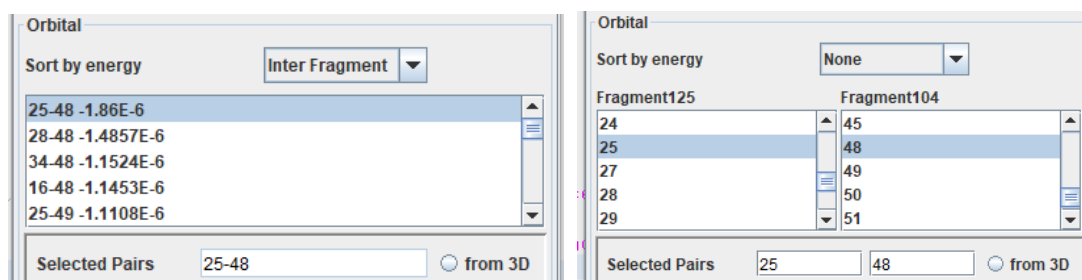 Orbital
Sort by energy Inter Fragment
25-48 -1.86E-6
28-48 -1.4857E-6
34-48 -1.1524E-6
16-48 -1.1453E-6
25-49 -1.1108E-6
Selected Pairs 25-48 from 3D
Orbital
Sort by energy None
Fragment125 Fragment104
24 45
25 48
27 49
28 50
29 51
Selected Pairs 25 48 from 3D